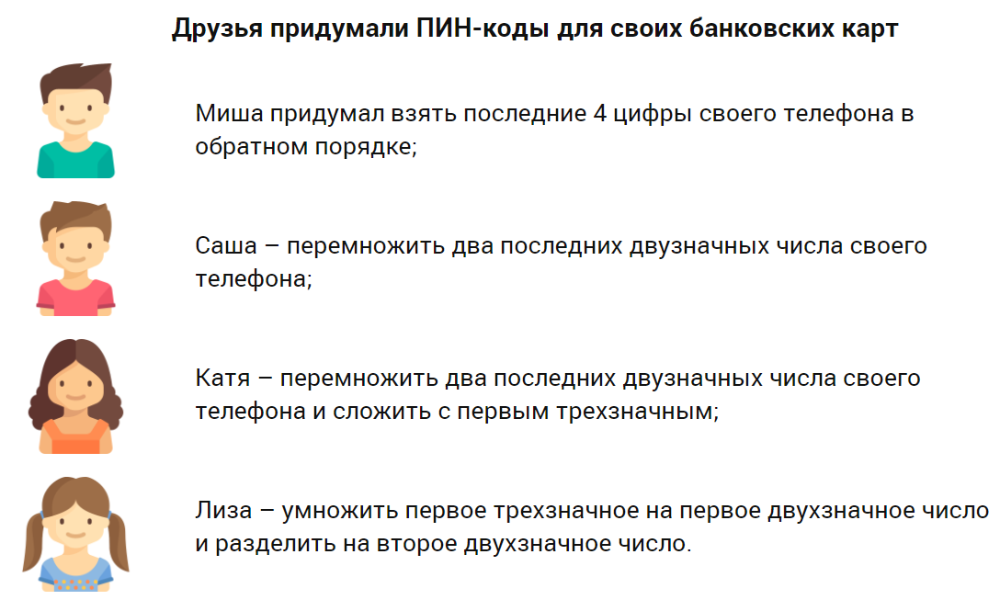 Друзья придумали ПИН-коды для своих банковских карт
Миша придумал взять последние 4 цифры своего телефона в
обратном порядке;
Саша – перемножить два последних двузначных числа своего
телефона;
Катя – перемножить два последних двузначных числа своего
телефона и сложить с первым трехзначным;
Лиза – умножить первое трехзначное на первое двухзначное число
и разделить на второе двухзначное число.